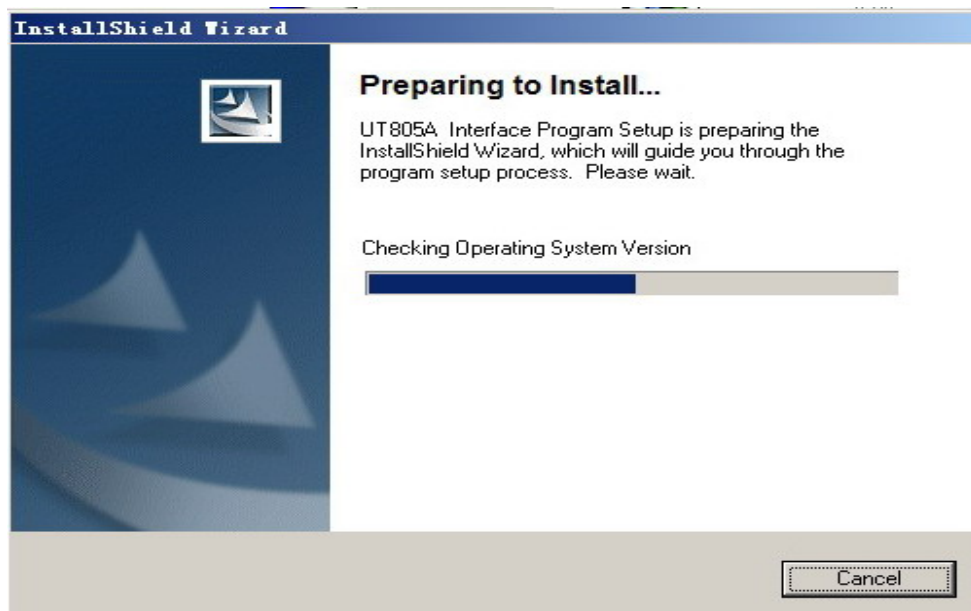 InstallShield Wizard
Preparing to Install...
UT805A  Interface Program Setup is preparing the
InstallShield Wizard, which will guide you through the
program setup process.  Please wait.
Checking Operating System Version
Cancel